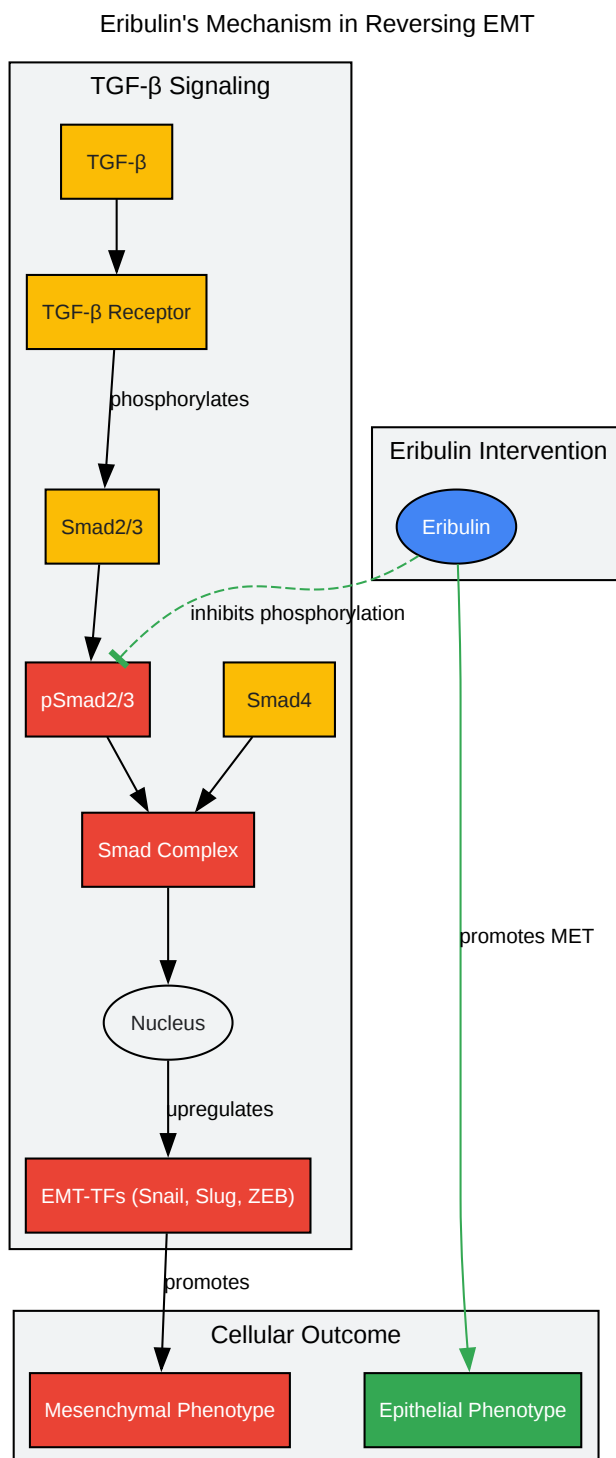 Eribulin's Mechanism in Reversing EMT
TGF-β Signaling
TGF-β
TGF-β Receptor
phosphorylates
Eribulin Intervention
Smad2/3
Eribulin
inhibits phosphorylation
pSmad2/3
Smad4
Smad Complex
promotes MET
Nucleus
upregulates
EMT-TFs (Snail, Slug, ZEB)
promotes
Cellular Outcome
Mesenchymal Phenotype
Epithelial Phenotype